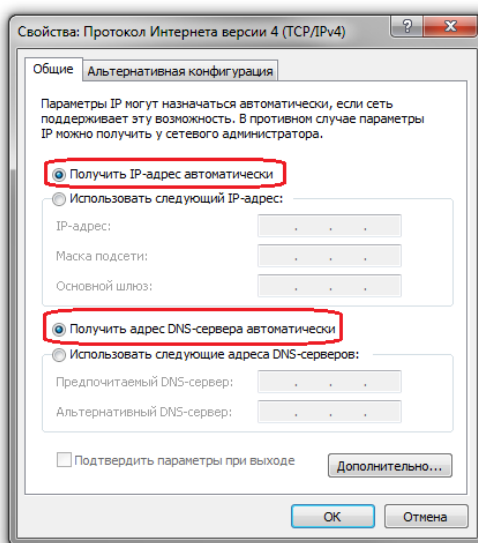 Свойства: Протокол Интернета версии 4 (TCP/IPv4)
Общие
Альтернативная конфигурация
Параметры IP могут назначаться автоматически, если сеть
поддерживает эту возможность. В противном случае параметры
IP можно получить у сетевого администратора.
Получить IP-адрес автоматически
Использовать следующий IP-адрес:
IP-адрес:
Маска подсети:
Основной шлюз:
Получить адрес DNS-сервера автоматически
Использовать следующие адреса DNS-серверов:
Предпочитаемый DNS-сервер:
Альтернативный DNS-сервер:
Подтвердить параметры при выходе
Дополнительно...
ОК
Отмена